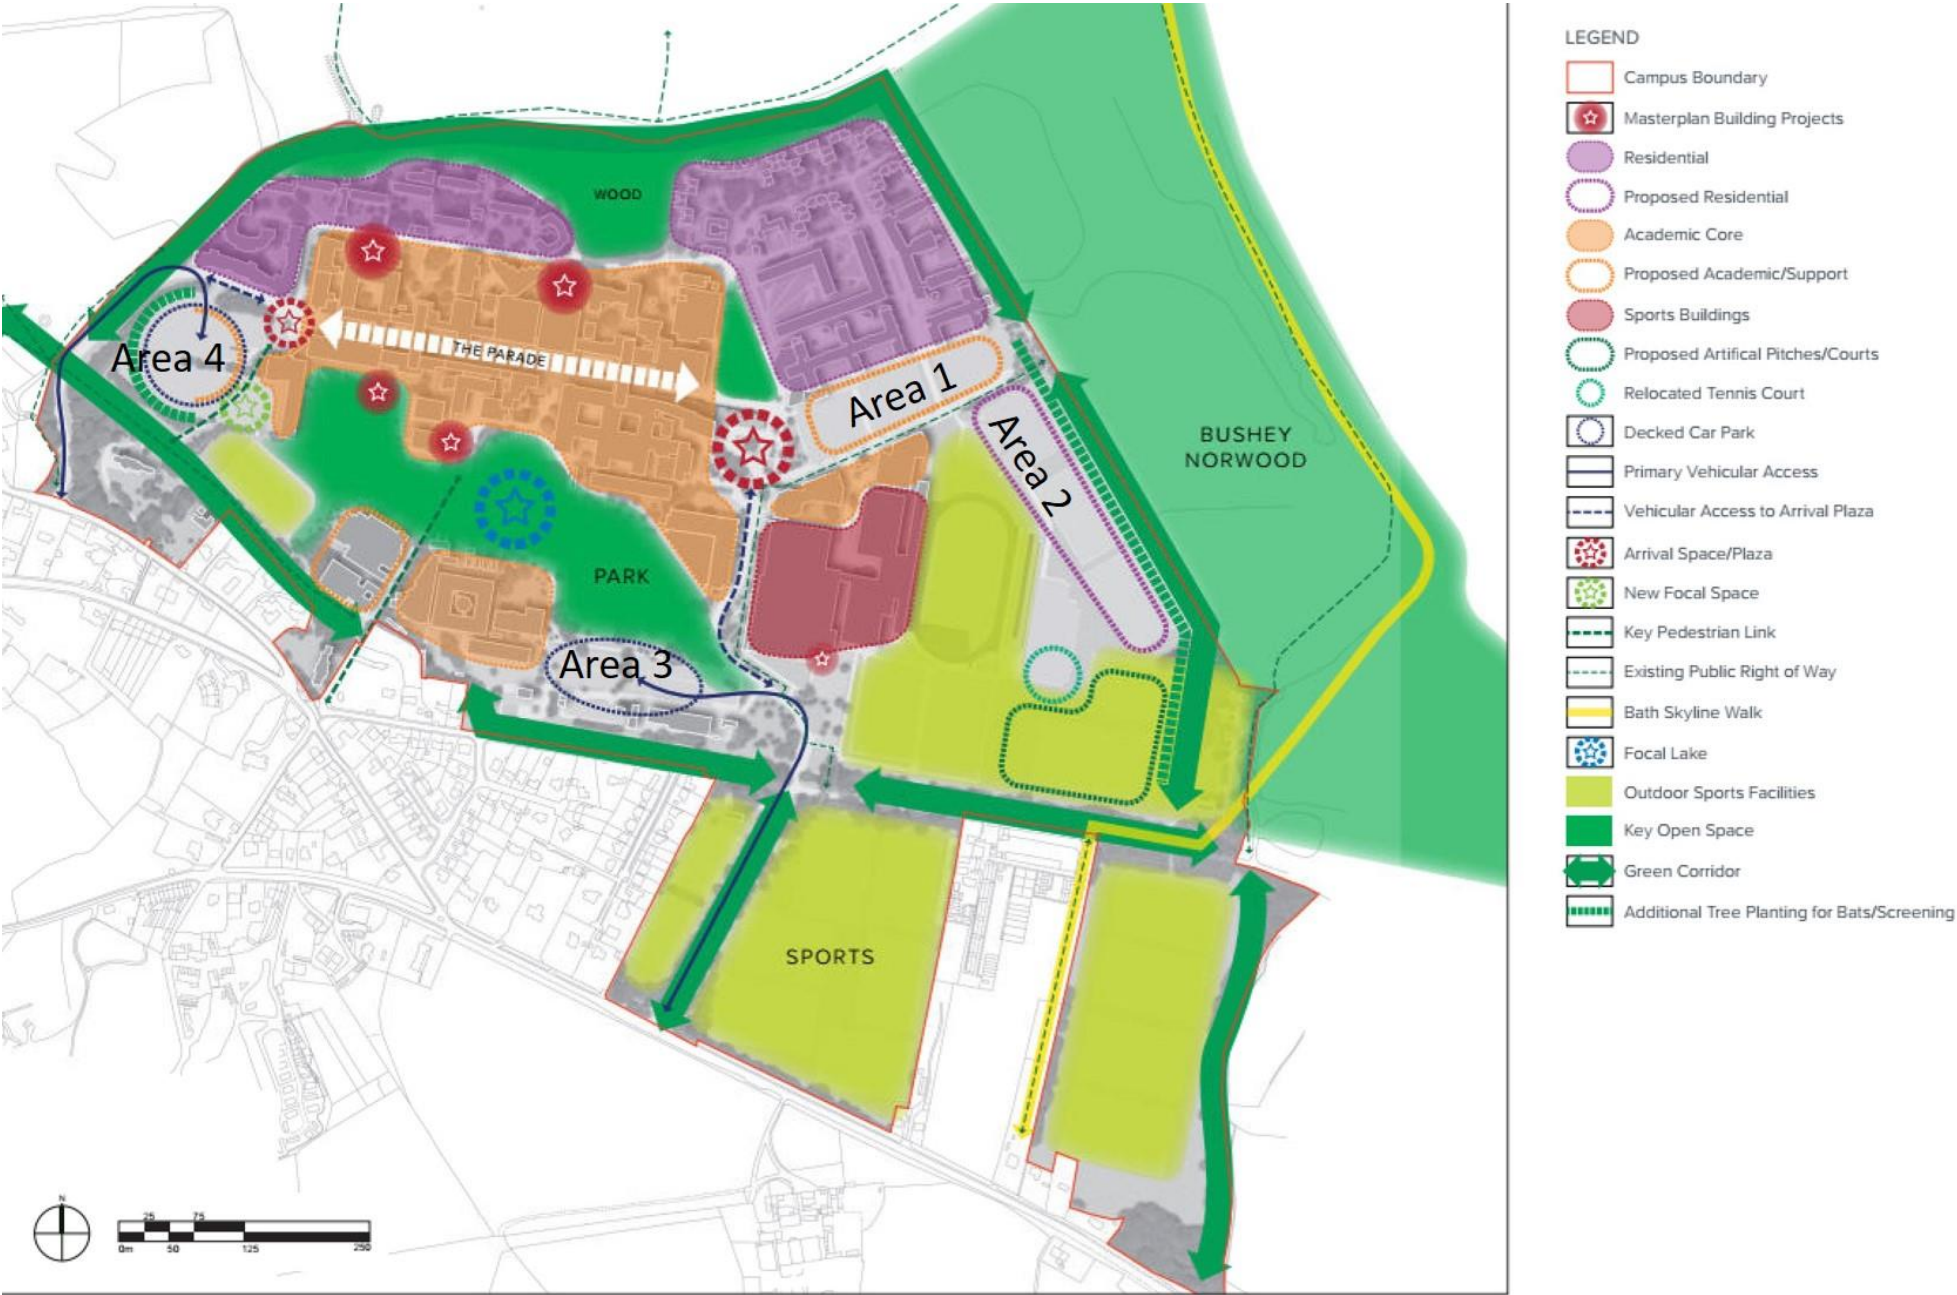 WOOD
THE PARADE
Area 4
Area 1
Area 2
BUSHEY
NORWOOD
PARK
Area 3
SPORTS
N
25 75
0m 50 125 250
LEGEND
Campus Boundary
Masterplan Building Projects
Residential
Proposed Residential
Academic Core
Proposed Academic/Support
Sports Buildings
Proposed Artifical Pitches/Courts
Relocated Tennis Court
Decked Car Park
Primary Vehicular Access
Vehicular Access to Arrival Plaza
Arrival Space/Plaza
New Focal Space
Key Pedestrian Link
Existing Public Right of Way
Bath Skyline Walk
Focal Lake
Outdoor Sports Facilities
Key Open Space
Green Corridor
Additional Tree Planting for Bats/Screening